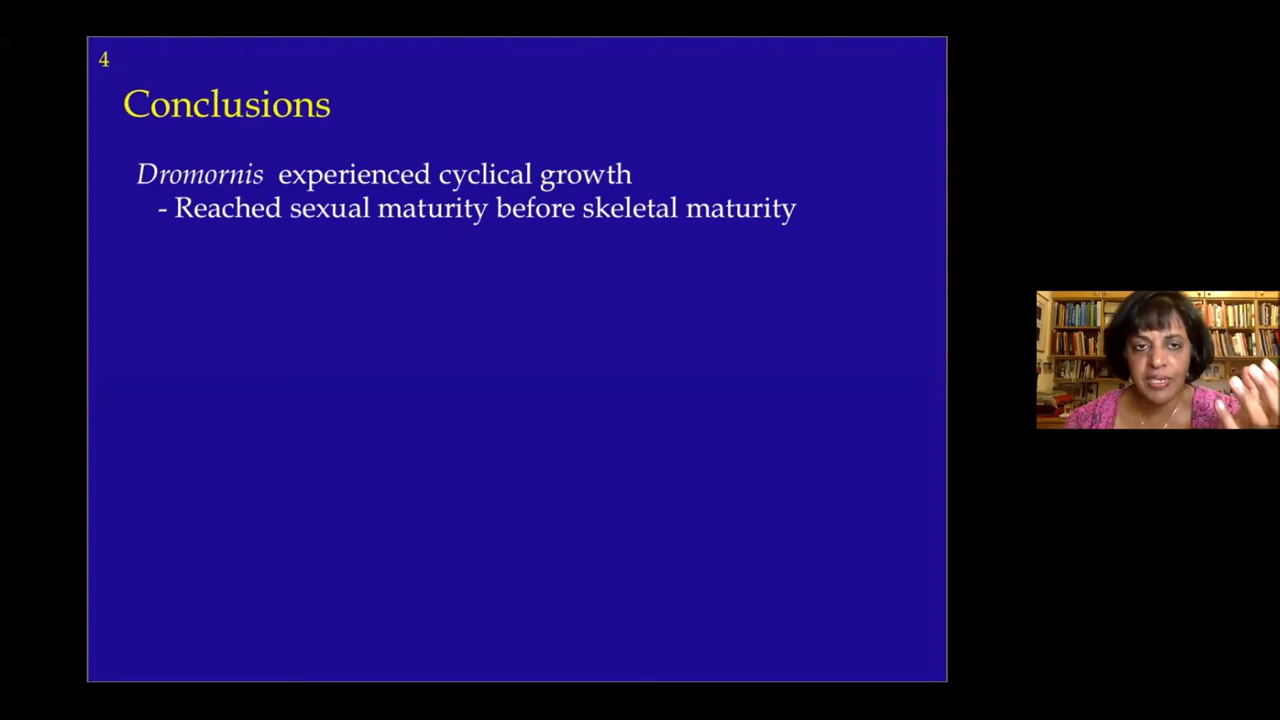 4
Conclusions
Dromornis experienced cyclical growth
- Reached sexual maturity before skeletal maturity